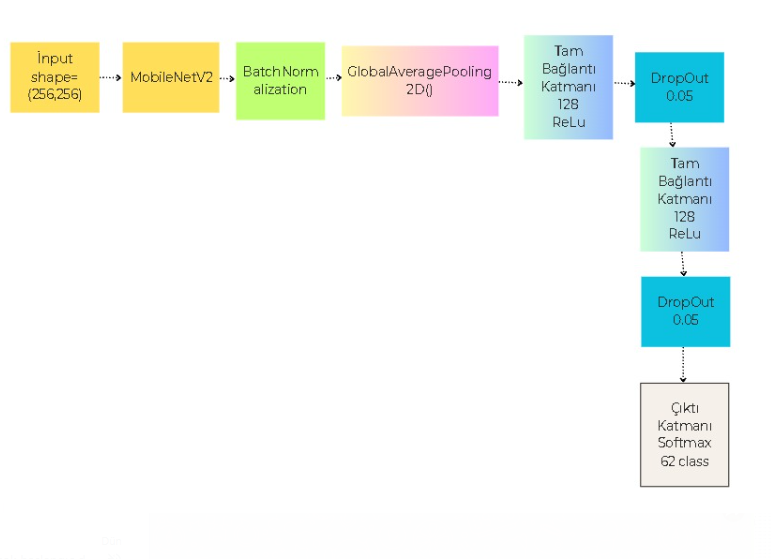 İnput
shape=
(256,256)
MobileNetV2
BatchNorm
alization
GlobalAveragePooling
2D()
Tam
Bağlantı
Katmanı
128
ReLu
DropOut
0.05
Tam
Bağlantı
Katmanı
128
ReLu
DropOut
0.05
Çıktı
Katmanı
Softmax
62 class